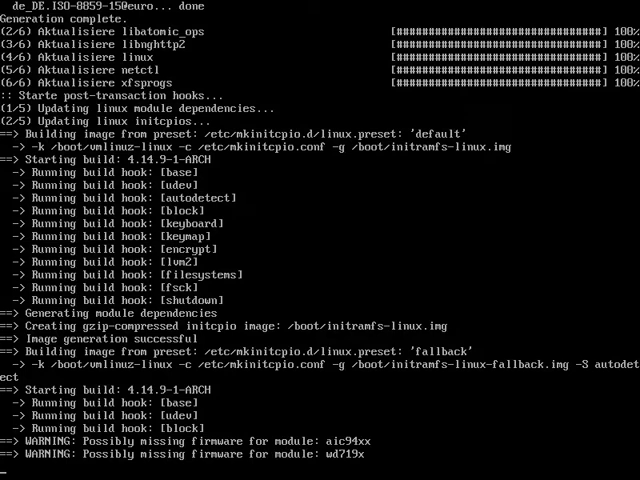 de_DE.ISO-8859-15@euro... done
Generation complete.
(2/6) Aktualisiere libatomic_ops [################################] 100%
(3/6) Aktualisiere libnghttp2 [################################] 100%
(4/6) Aktualisiere linux [################################] 100%
(5/6) Aktualisiere netctl [################################] 100%
(6/6) Aktualisiere xfsprogs [################################] 100%
:: Starte post-transaction hooks...
(1/5) Updating linux module dependencies...
(2/5) Updating linux initcpios...
==> Building image from preset: /etc/mkinitcpio.d/linux.preset: 'default'
-> -k /boot/vmlinuz-linux -c /etc/mkinitcpio.conf -g /boot/initramfs-linux.img
==> Starting build: 4.14.9-1-ARCH
-> Running build hook: [base]
-> Running build hook: [udev]
-> Running build hook: [autodetect]
-> Running build hook: [block]
-> Running build hook: [keyboard]
-> Running build hook: [keymap]
-> Running build hook: [encrypt]
-> Running build hook: [lvm2]
-> Running build hook: [filesystems]
-> Running build hook: [fsck]
-> Running build hook: [shutdown]
==> Generating module dependencies
==> Creating gzip-compressed initcpio image: /boot/initramfs-linux.img
==> Image generation successful
==> Building image from preset: /etc/mkinitcpio.d/linux.preset: 'fallback'
-> -k /boot/vmlinuz-linux -c /etc/mkinitcpio.conf -g /boot/initramfs-linux-fallback.img -S autodet
ect
==> Starting build: 4.14.9-1-ARCH
-> Running build hook: [base]
-> Running build hook: [udev]
-> Running build hook: [block]
==> WARNING: Possibly missing firmware for module: aic94xx
==> WARNING: Possibly missing firmware for module: wd719x